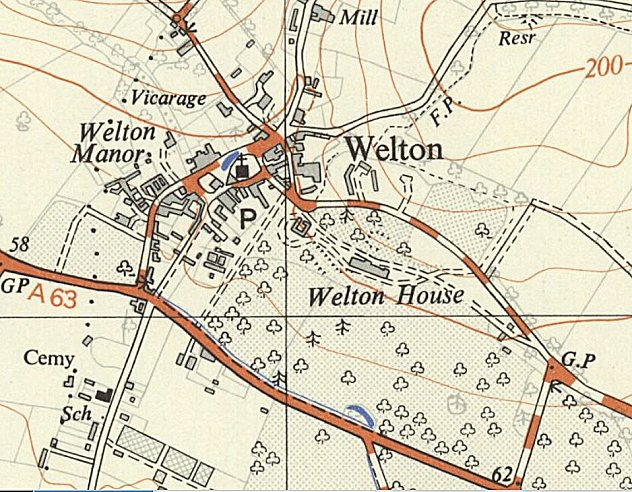 Mill
Resr
200
Vicarage
F.P.
Welton
Manor
Welton
P
58
GP
A 63
Welton House
Cemy
G.P
Sch
62